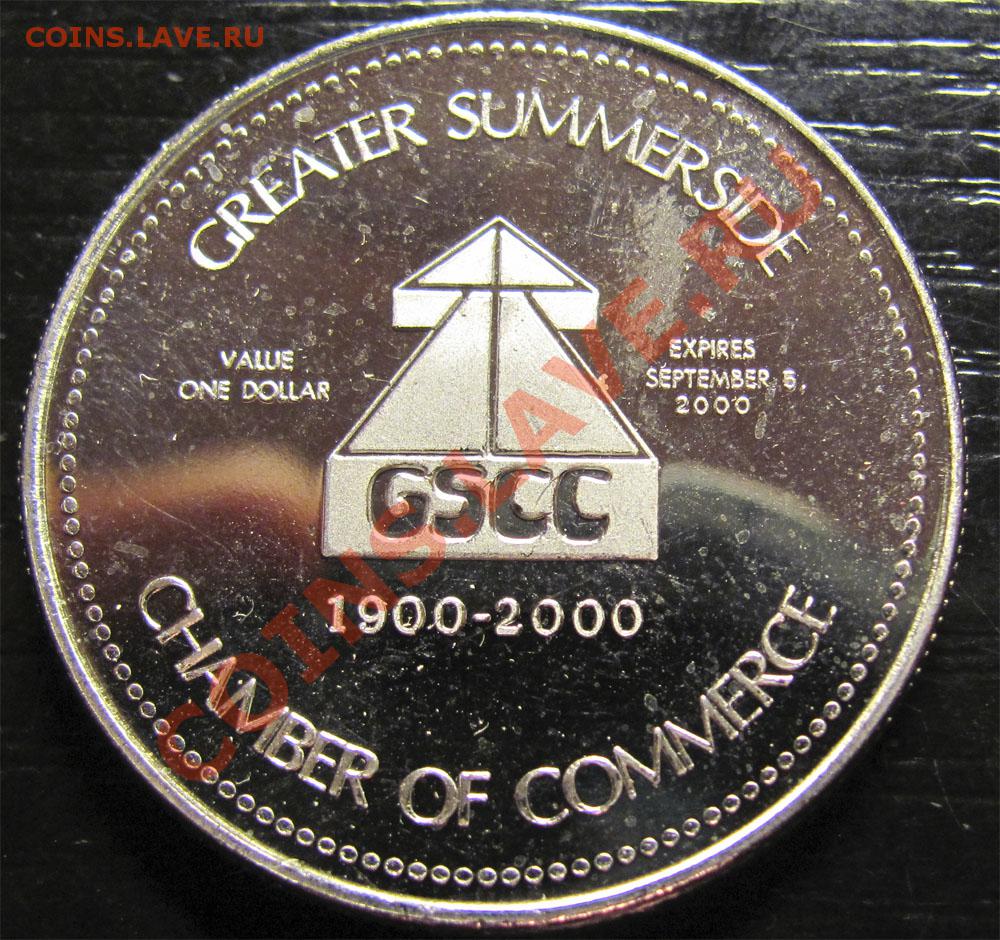 COINS.LAVE.RU
GREATER SUMMERSIDE
VALUE
ONE DOLLAR
EXPIRES
SEPTEMBER 5,
2000
GSCC
1900-2000
CHAMBER OF COMMERCE
COINS.LAVE.RU